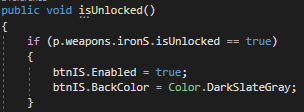 public void isUnlocked()
{
if (p.weapons.ironS.isUnlocked == true)
{
btnIS.Enabled = true;
btnIS.BackColor = Color.DarkSlateGray;